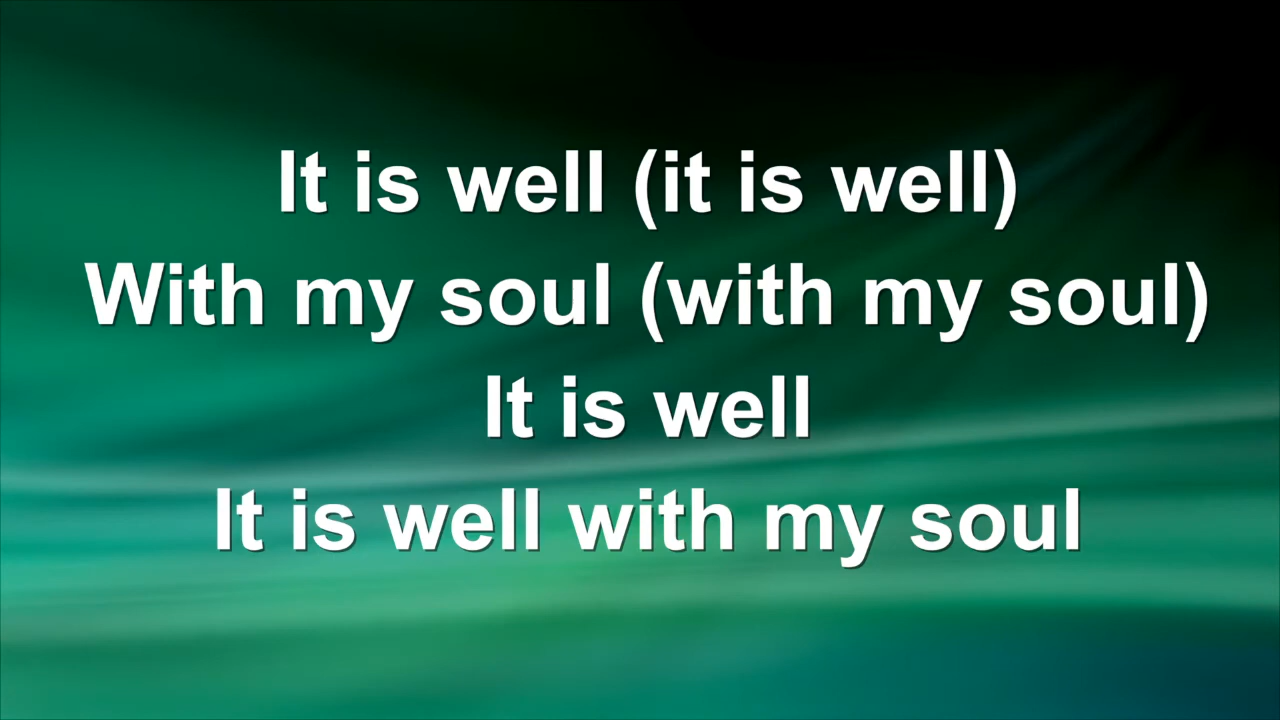 It is well (it is well)
With my soul (with my soul)
It is well
It is well with my soul